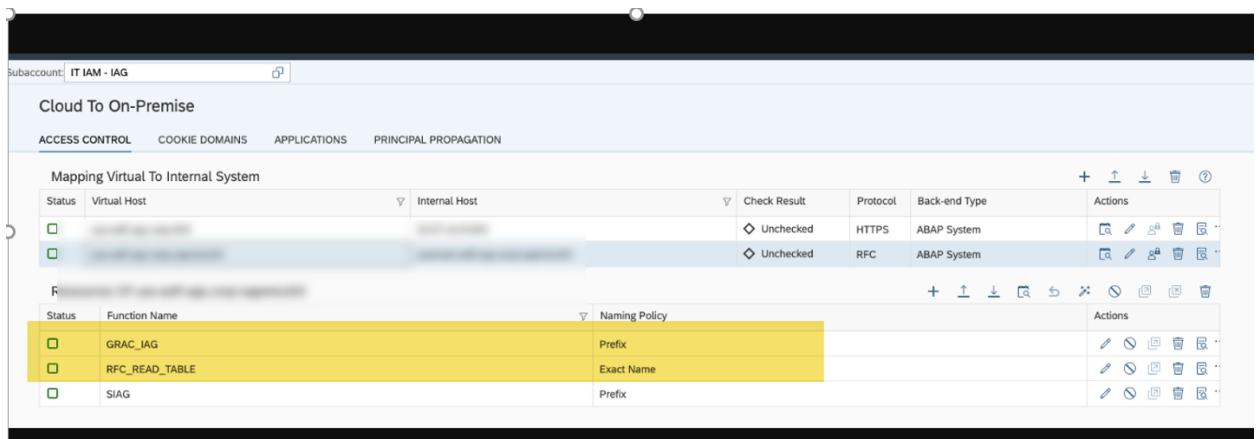 Subaccount: IT IAM - IAG
Cloud To On-Premise
ACCESS CONTROL COOKIE DOMAINS APPLICATIONS PRINCIPAL PROPAGATION
Mapping Virtual To Internal System
Status Virtual Host Internal Host Check Result Protocol Back-end Type Actions
Unchecked HTTPS ABAP System
Unchecked RFC ABAP System
Status Function Name Naming Policy Actions
GRAC_IAG Prefix
RFC_READ_TABLE Exact Name
SIAG Prefix